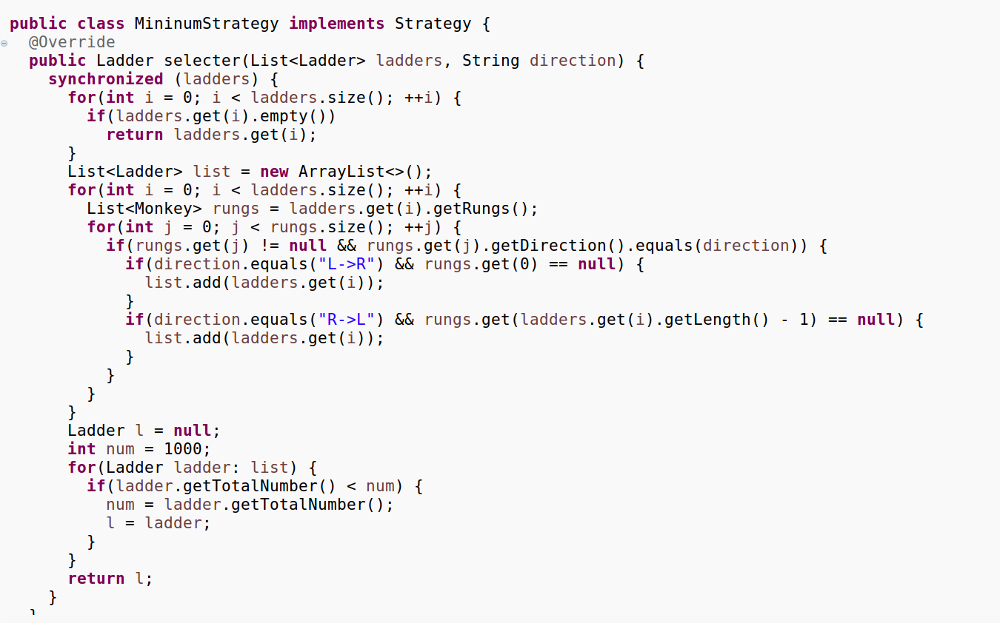 public class MininumStrategy implements Strategy {
  @Override
  public Ladder selecter(List<Ladder> ladders, String direction) {
    synchronized (ladders) {
      for(int i = 0; i < ladders.size(); ++i) {
        if(ladders.get(i).empty())
          return ladders.get(i);
      }
      List<Ladder> list = new ArrayList<>();
      for(int i = 0; i < ladders.size(); ++i) {
        List<Monkey> rungs = ladders.get(i).getRungs();
        for(int j = 0; j < rungs.size(); ++j) {
          if(rungs.get(j) != null && rungs.get(j).getDirection().equals(direction)) {
            if(direction.equals("L->R") && rungs.get(0) == null) {
              list.add(ladders.get(i));
            }
            if(direction.equals("R->L") && rungs.get(ladders.get(i).getLength() - 1) == null) {
              list.add(ladders.get(i));
            }
          }
        }
      }
      Ladder l = null;
      int num = 1000;
      for(Ladder ladder: list) {
        if(ladder.getTotalNumber() < num) {
          num = ladder.getTotalNumber();
          l = ladder;
        }
      }
      return l;
    }
  }